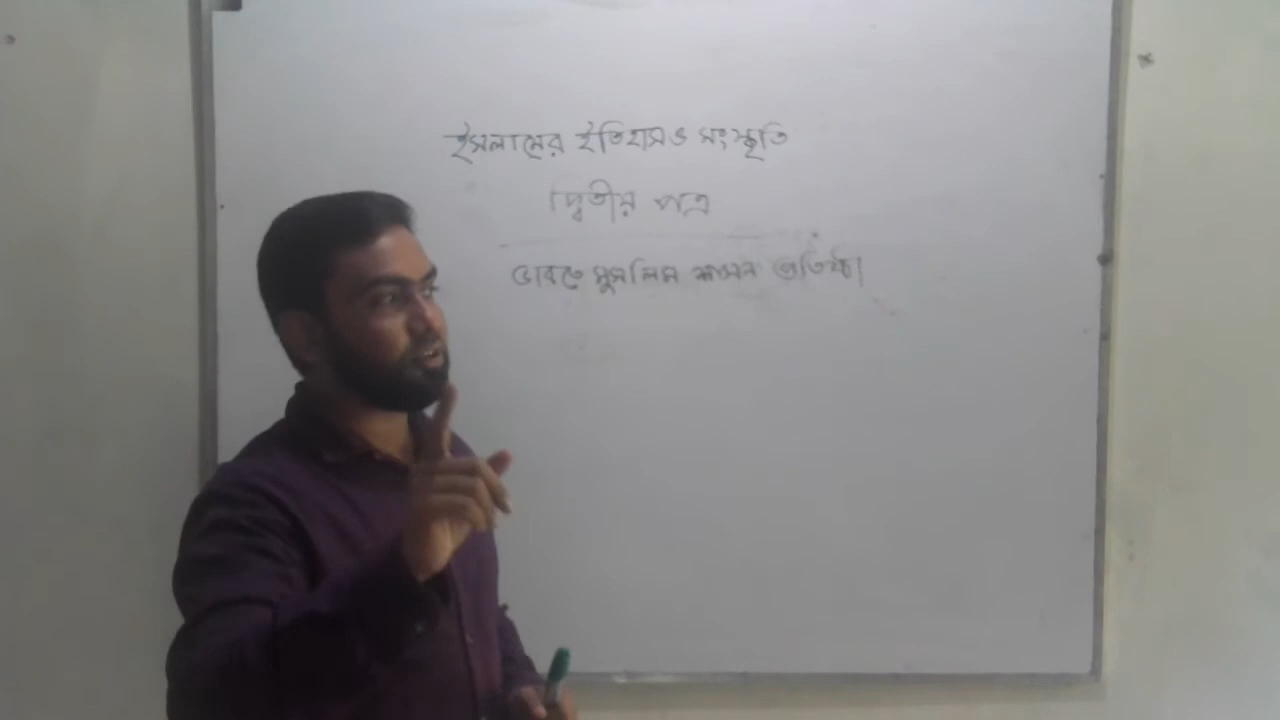 ইসলামের ইতিহাস ও সংস্কৃতি
দ্বিতীয় পত্র
ভারতে মুসলিম শাসন প্রতিষ্ঠা